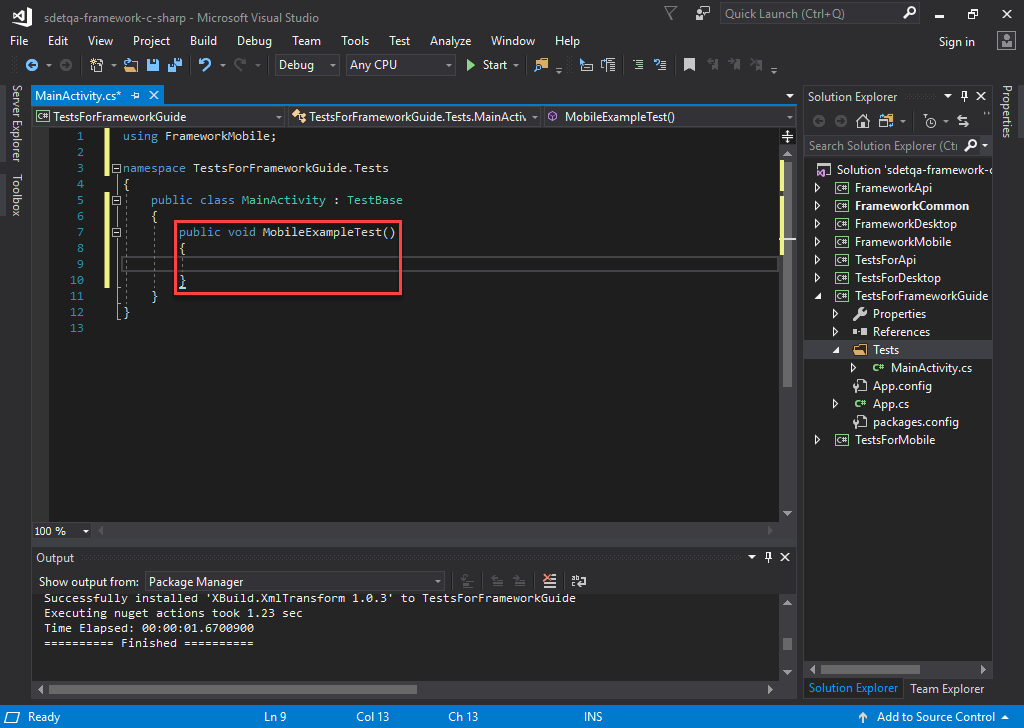 sdetqa-framework-c-sharp - Microsoft Visual Studio
Quick Launch (Ctrl+Q)
File Edit View Project Build Debug Team Tools Test Analyze Window Help
Sign in
Debug Any CPU Start
Server Explorer
Toolbox
MainActivity.cs*
TestsForFrameworkGuide TestsForFrameworkGuide.Tests.MainActiv MobileExampleTest()
1 using FrameworkMobile;
2
3 namespace TestsForFrameworkGuide.Tests
4 {
5 public class MainActivity : TestBase
6 {
7 public void MobileExampleTest()
8 {
9
10 }
11 }
12 }
13
100 %
Output
Show output from: Package Manager
Successfully installed 'XBuild.XmlTransform 1.0.3' to TestsForFrameworkGuide
Executing nuget actions took 1.23 sec
Time Elapsed: 00:00:01.6700900
========== Finished ==========
Solution Explorer
Search Solution Explorer (Ctr
Solution 'sdetqa-framework-c
C# FrameworkApi
C# FrameworkCommon
C# FrameworkDesktop
C# FrameworkMobile
C# TestsForApi
C# TestsForDesktop
C# TestsForFrameworkGuide
Properties
References
Tests
C# MainActivity.cs
App.config
C# App.cs
packages.config
C# TestsForMobile
Solution Explorer Team Explorer
Properties
Ready Ln 9 Col 13 Ch 13 INS Add to Source Control